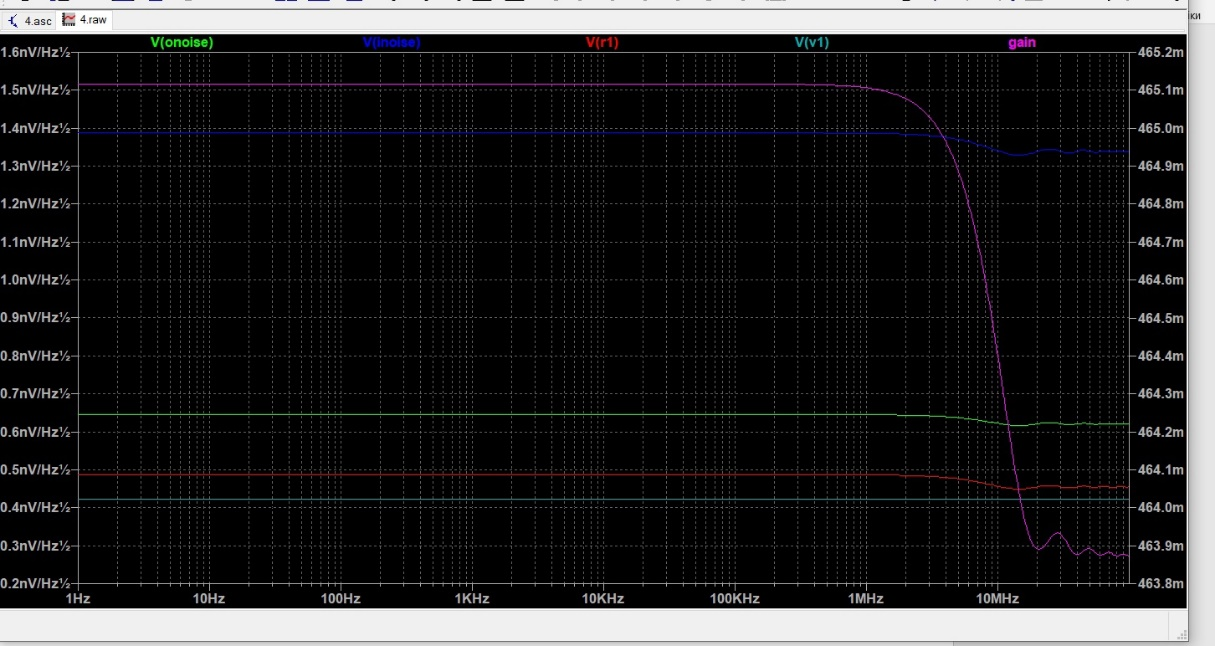 4.asc 4.raw
ки
V(onoise) V(inoise) V(r1) V(v1) gain
1.6nV/Hz½ 465.2m
1.5nV/Hz½ 465.1m
1.4nV/Hz½ 465.0m
1.3nV/Hz½ 464.9m
1.2nV/Hz½ 464.8m
1.1nV/Hz½ 464.7m
1.0nV/Hz½ 464.6m
0.9nV/Hz½ 464.5m
0.8nV/Hz½ 464.4m
0.7nV/Hz½ 464.3m
0.6nV/Hz½ 464.2m
0.5nV/Hz½ 464.1m
0.4nV/Hz½ 464.0m
0.3nV/Hz½ 463.9m
0.2nV/Hz½ 463.8m
1Hz 10Hz 100Hz 1KHz 10KHz 100KHz 1MHz 10MHz